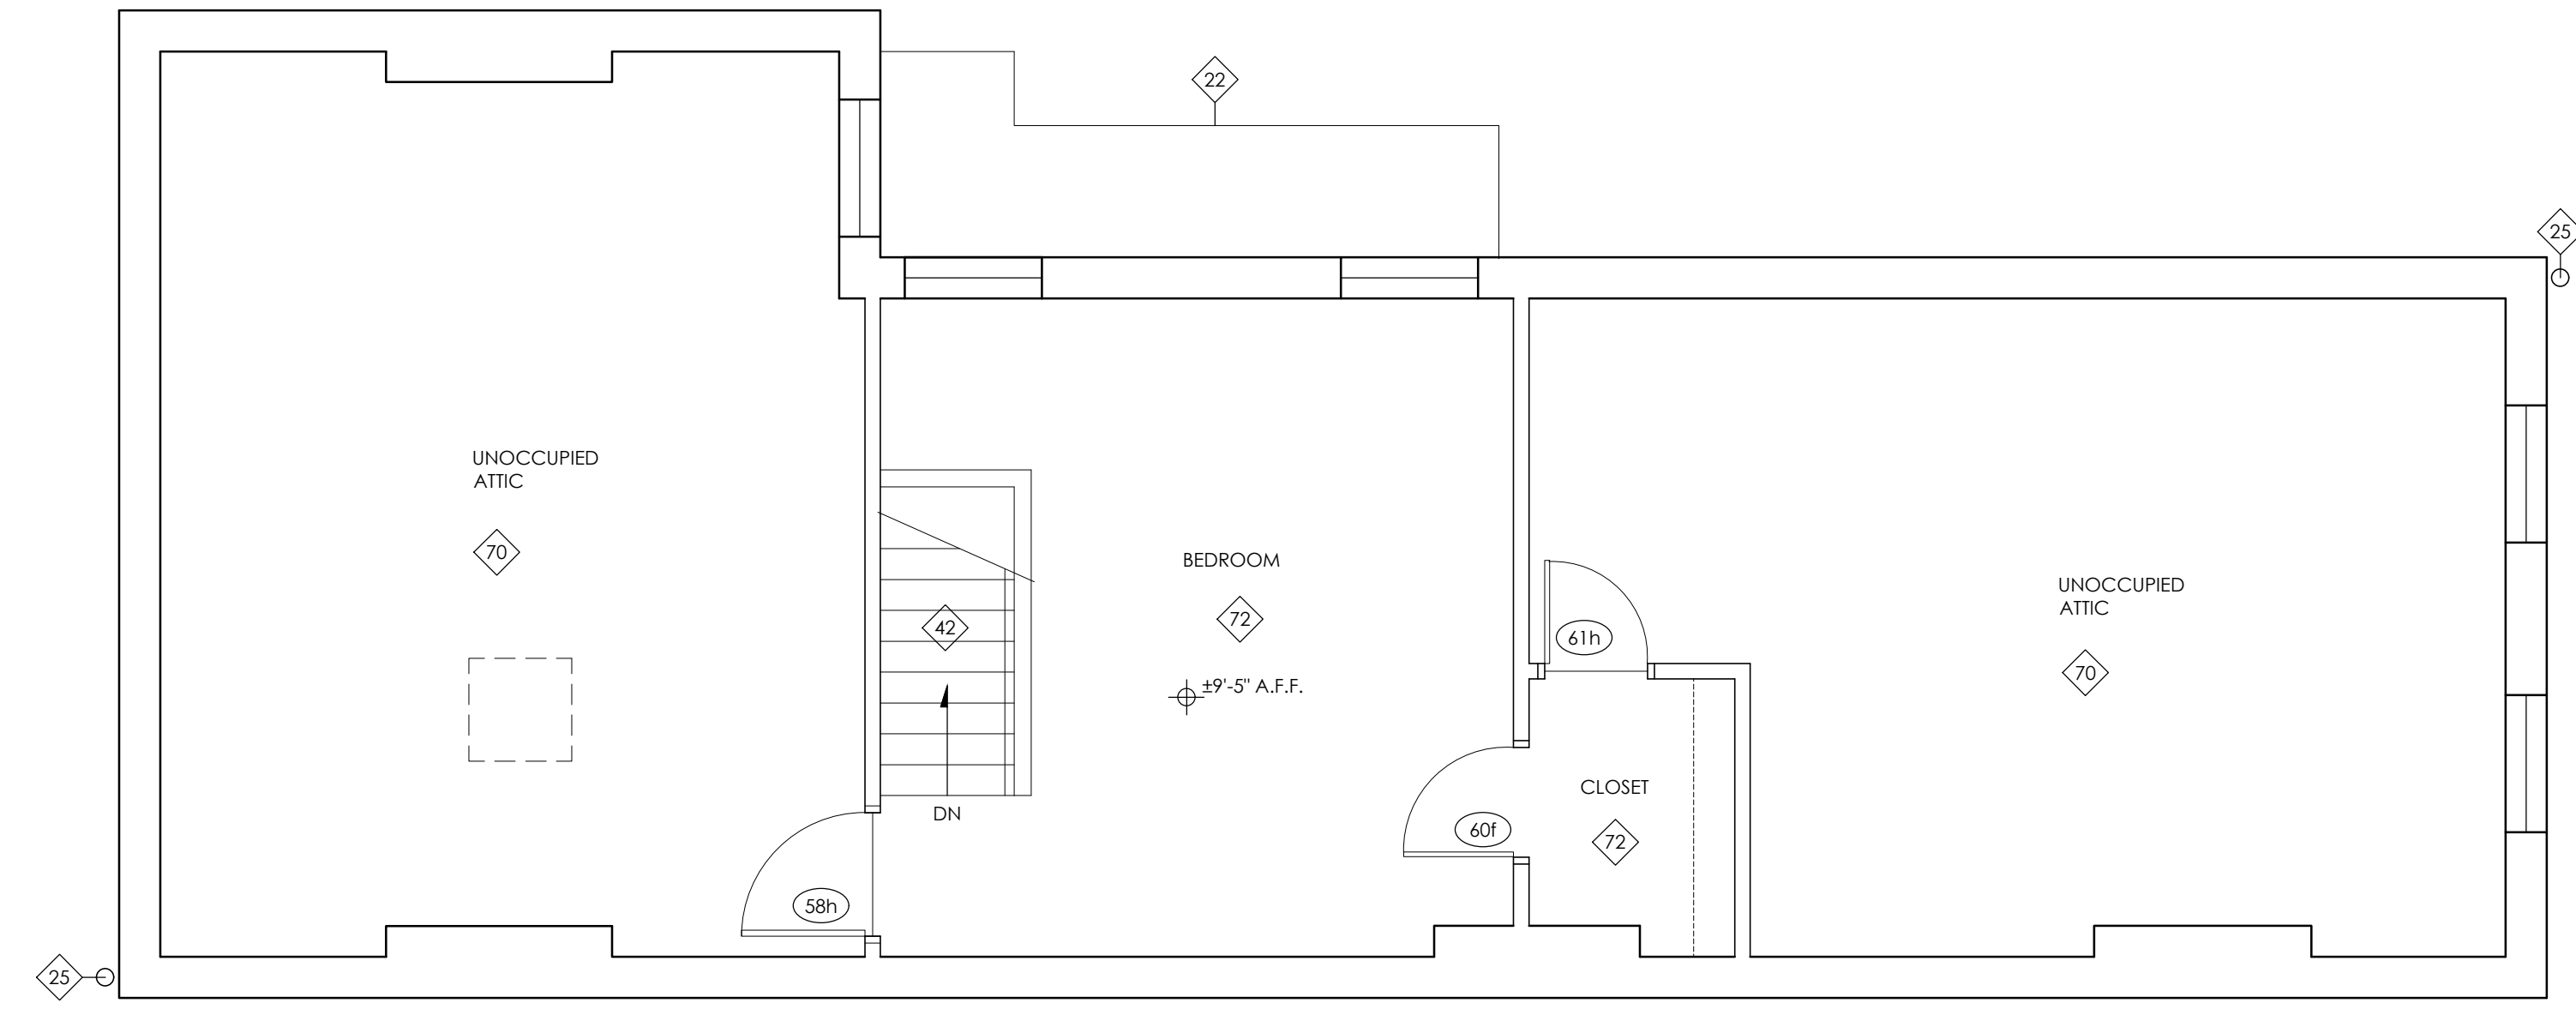 22
25
UNOCCUPIED
ATTIC
70
BEDROOM
72
±9'-5" A.F.F.
42
DN
61h
UNOCCUPIED
ATTIC
70
CLOSET
72
60f
58h
25